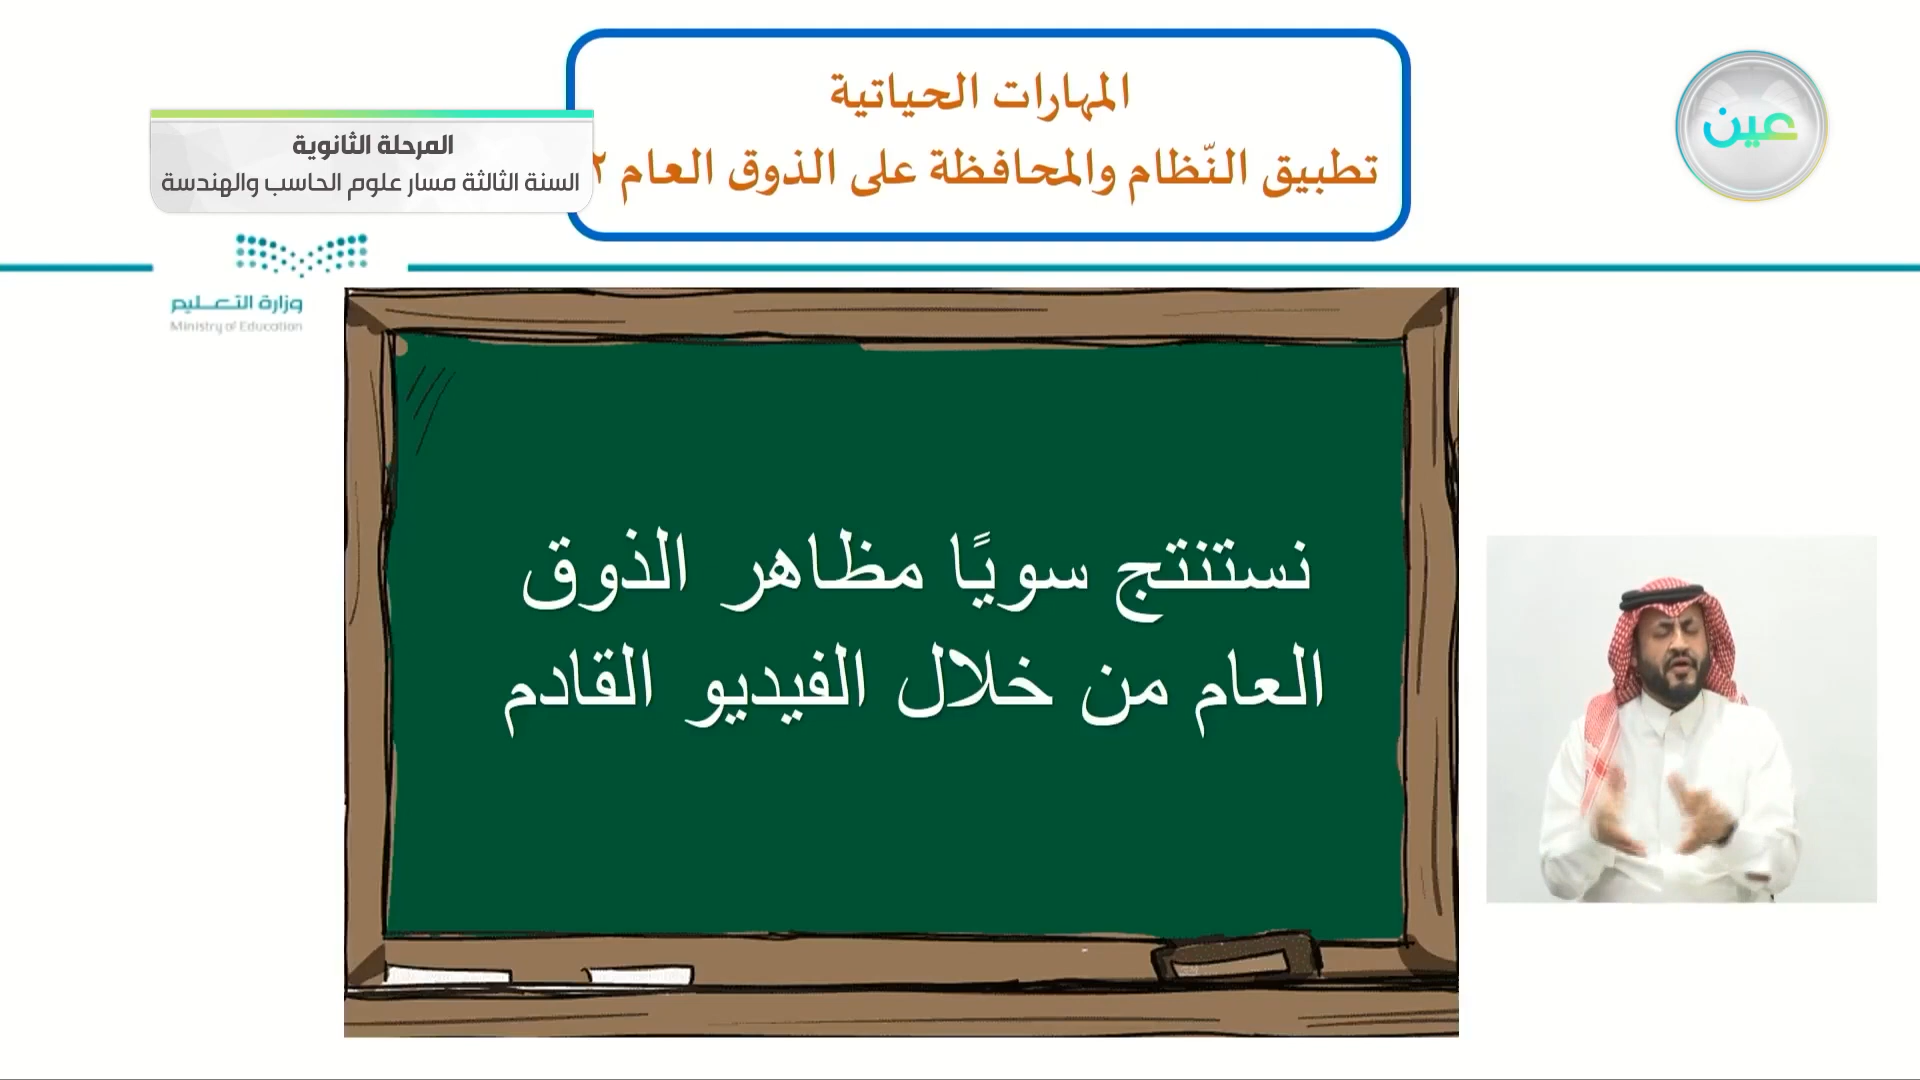 المهارات الحياتية
تطبيق النّظام والمحافظة على الذوق العام ٢
عين
المرحلة الثانوية
السنة الثالثة مسار علوم الحاسب والهندسة
وزارة التعليم
Ministry of Education
نستنتج سويًا مظاهر الذوق
العام من خلال الفيديو القادم